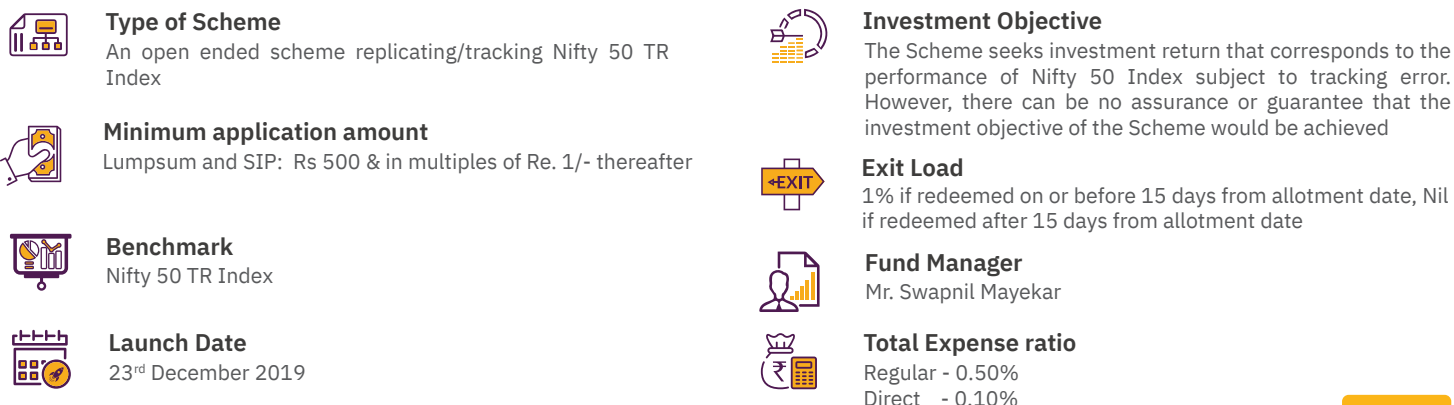 Type of Scheme
An open ended scheme replicating/tracking Nifty 50 TR
Index
Minimum application amount
Lumpsum and SIP: Rs 500 & in multiples of Re. 1/- thereafter
Benchmark
Nifty 50 TR Index
Launch Date
23rd December 2019
Investment Objective
The Scheme seeks investment return that corresponds to the
performance of Nifty 50 Index subject to tracking error.
However, there can be no assurance or guarantee that the
investment objective of the Scheme would be achieved
EXIT
Exit Load
1% if redeemed on or before 15 days from allotment date, Nil
if redeemed after 15 days from allotment date
Fund Manager
Mr. Swapnil Mayekar
₹
Total Expense ratio
Regular - 0.50%
Direct - 0.10%